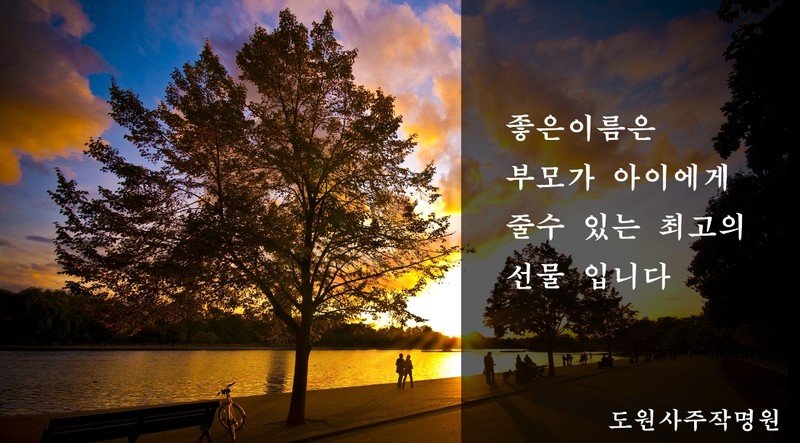 좋은이름은
부모가 아이에게
줄수 있는 최고의
선물 입니다
도원사주작명원